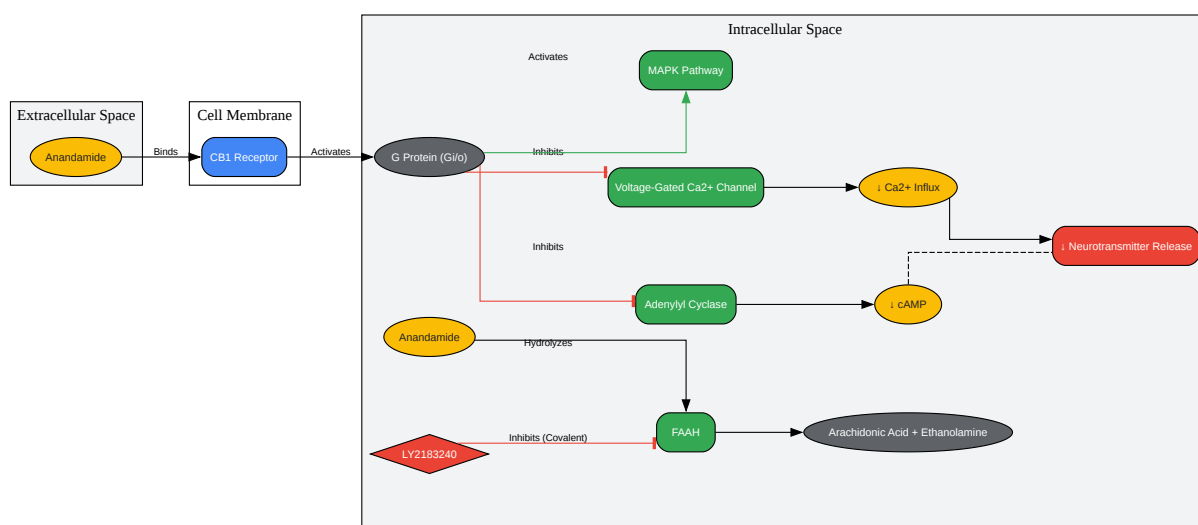 Intracellular Space
Activates
MAPK Pathway
Extracellular Space
Cell Membrane
Anandamide
Binds
CB1 Receptor
Activates
G Protein (Gi/o)
Inhibits
Voltage-Gated Ca2+ Channel
↓ Ca2+ Influx
Inhibits
↓ Neurotransmitter Release
Adenylyl Cyclase
↓ cAMP
Anandamide
Hydrolyzes
FAAH
Arachidonic Acid + Ethanolamine
Inhibits (Covalent)
LY2183240